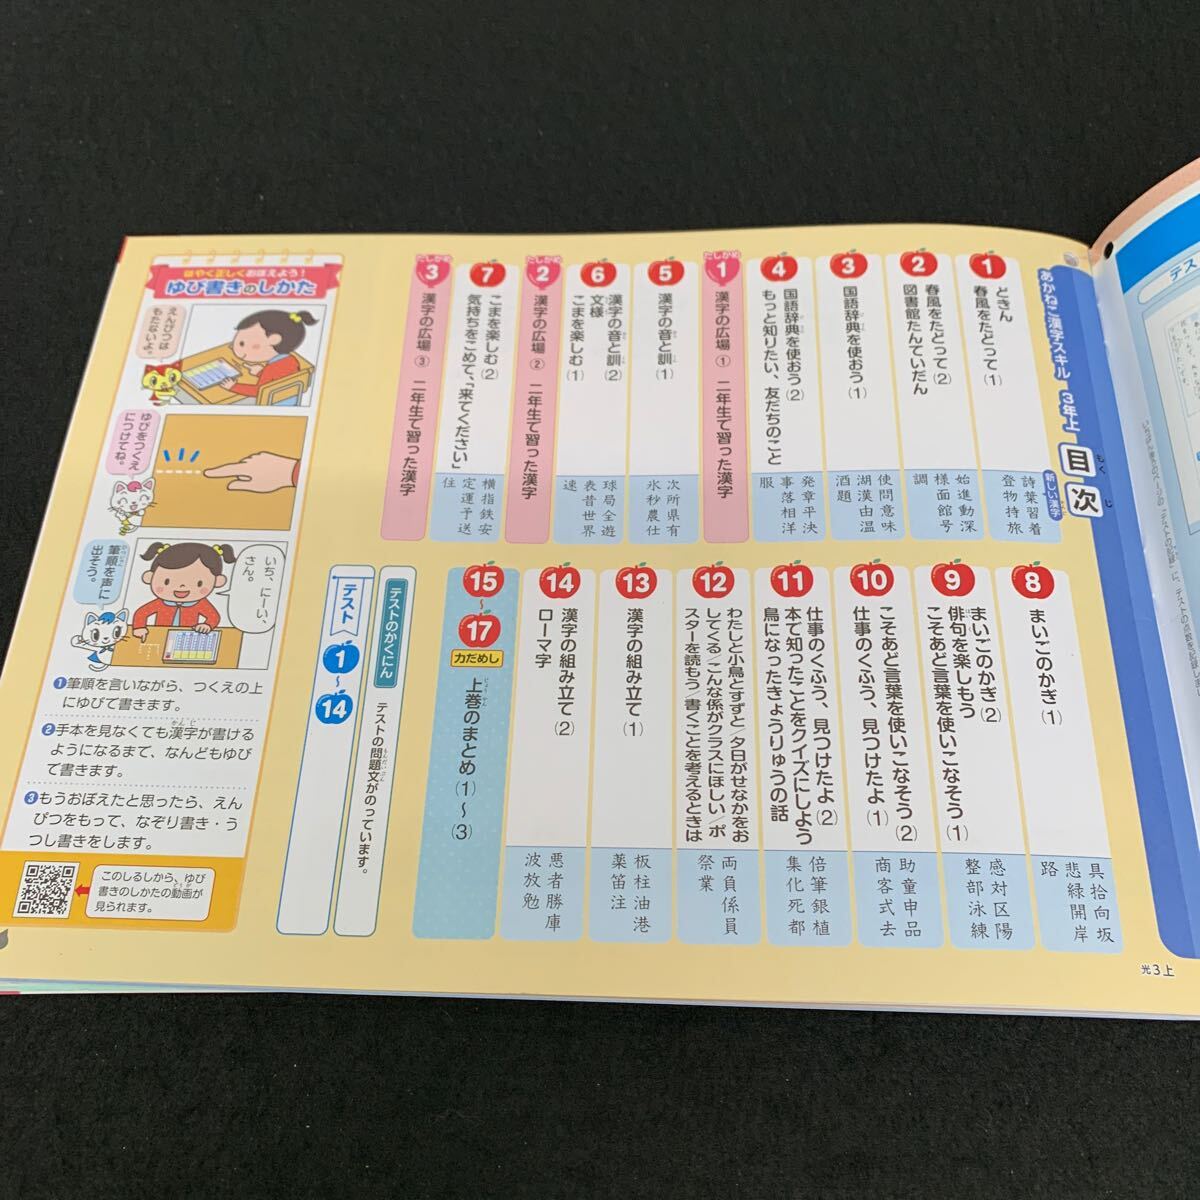 あかねこ漢字スキル 3年上
目次
もくじ
新しい漢字
1
ときん
春風をたどって(1)
詩葉習着
登物持旅
2
春風をたどって(2)
図書館たんていだん
始進動深
様面館号
調
3
国語辞典を使おう(1)
使問意味
湖漢由温
酒題
4
国語辞典を使おう(2)
もっと知りたい、友だちのこと
発章平決
事落相洋
服
たしかめ
1
漢字の広場① 二年生で習った漢字
5
漢字の音と訓(1)
次所県有
氷秒農仕
6
漢字の音と訓(2)
文様
こまを楽しむ(1)
球局全遊
表昔世界
速
たしかめ
2
漢字の広場② 二年生で習った漢字
7
こまを楽しむ(2)
気持ちをこめて、「来てください」
横指鉄安
定運予送
住
たしかめ
3
漢字の広場③ 二年生で習った漢字
8
まいごのかぎ(1)
具拾向坂
悲緑開岸
路
9
まいごのかぎ(2)
俳句を楽しもう
こそあど言葉を使いこなそう(1)
感対区陽
整部泳練
10
こそあど言葉を使いこなそう(2)
仕事のくふう、見つけたよ(1)
助童申品
商客式去
11
仕事のくふう、見つけたよ(2)
本で知ったことをクイズにしよう
鳥になったきょうりゅうの話
倍筆銀植
集化死都
12
わたしと小鳥とすずと/夕日がせなかをお
してくる/こんな係がクラスにほしい/ポ
スターを読もう/書くことを考えるときは
両負係員
祭業
13
漢字の組み立て(1)
板柱油港
薬笛注
14
漢字の組み立て(2)
ローマ字
悪者勝庫
波放勉
15〜17
力だめし
上巻のまとめ(1)〜(3)
テストのかくにん
テストの問題文がのっています。
テスト
1〜14
はやく正しくおぼえよう!
ゆび書きのしかた
えんぴつは
もたないよ。
ゆびをつくえ
につけてね。
筆順を声に
出そう。
いち、にーい、
さん。
1筆順を言いながら、つくえの上
にゆびで書きます。
2手本を見なくても漢字が書ける
ようになるまで、なんどもゆび
で書きます。
3もうおぼえたと思ったら、えん
ぴつをもって、なぞり書き・う
つし書きをします。
このしるしから、ゆび
書きのしかたの動画が
見られます。
光3上